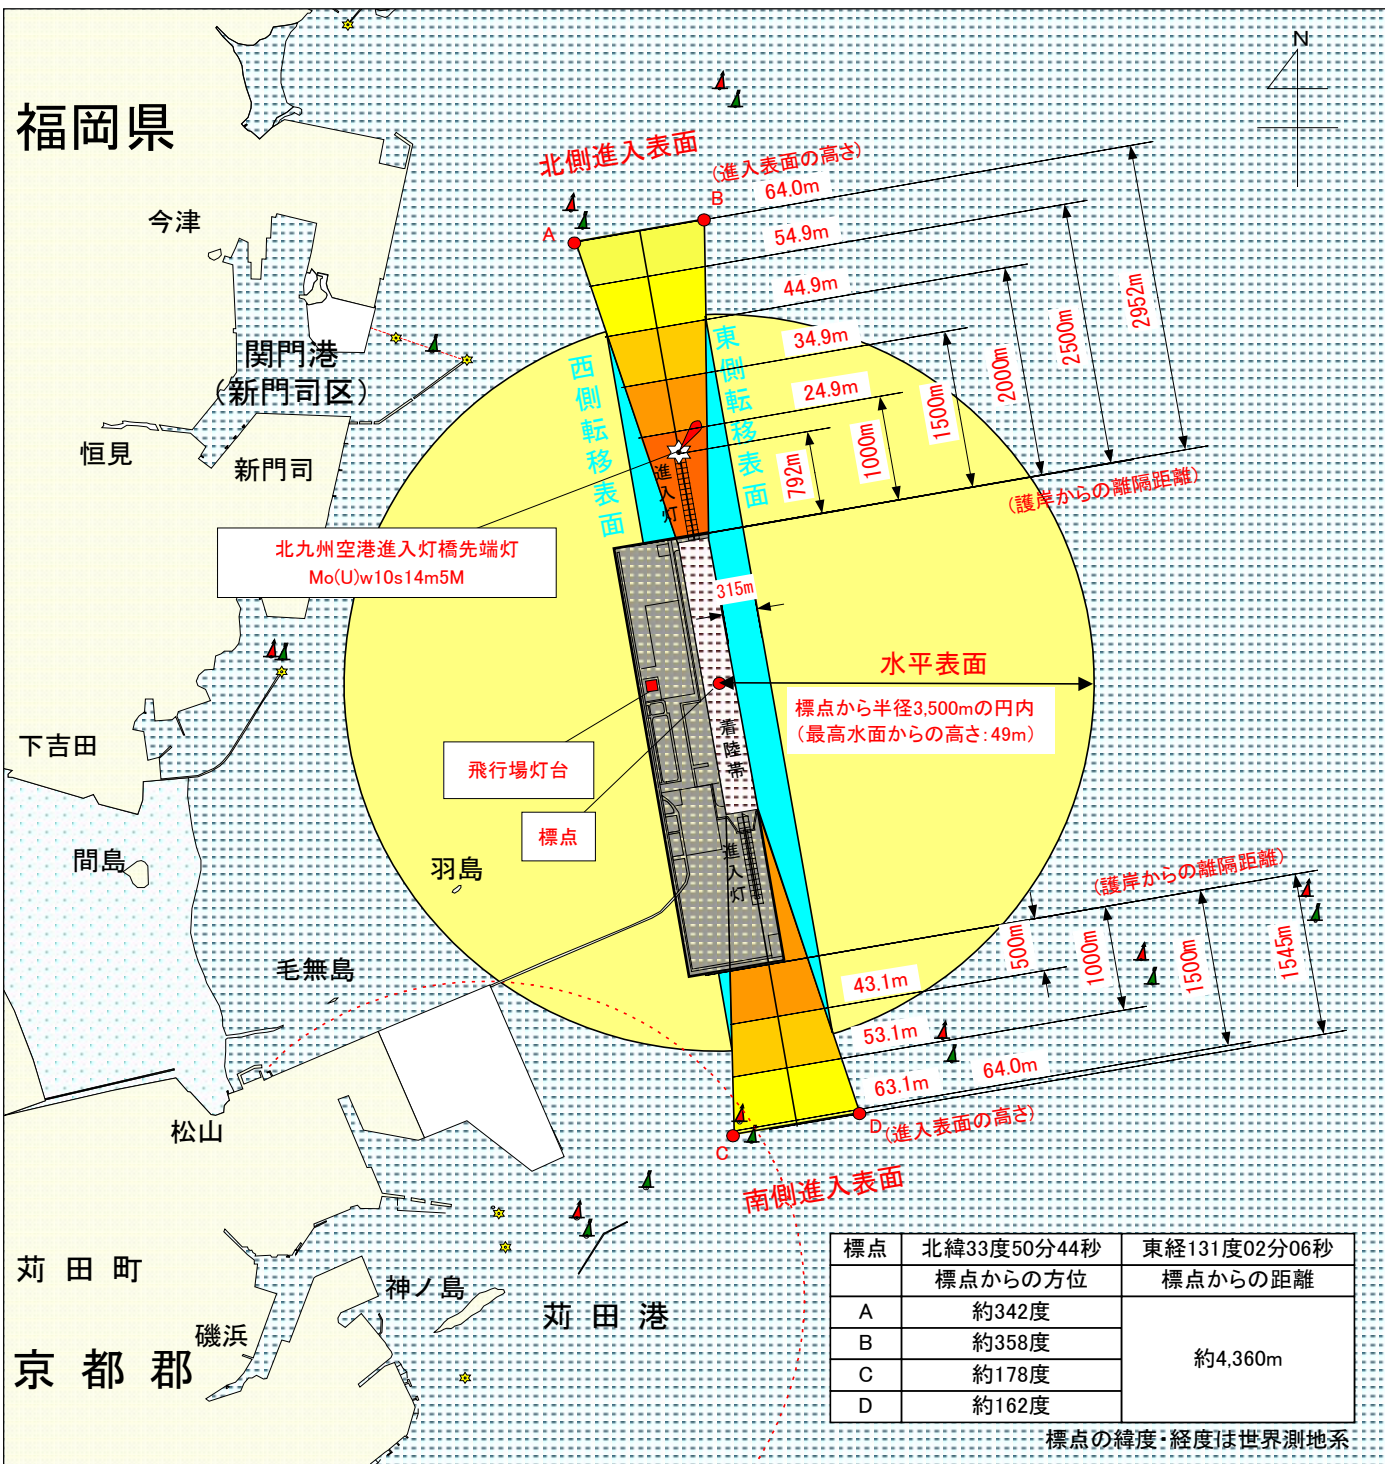 N
福岡県
北側進入表面
(進入表面の高さ)
64.0m
B
A
今津
54.9m
44.9m
2952m
2500m
2000m
34.9m
東側転移表面
西側転移表面
関門港
(新門司区)
24.9m
1500m
1000m
792m
恒見
新門司
進入灯
(護岸からの離隔距離)
北九州空港進入灯橋先端灯
Mo(U)w10s14m5M
315m
水平表面
標点から半径3,500mの円内
(最高水面からの高さ:49m)
着陸帯
下吉田
飛行場灯台
標点
間島
羽島
進入灯
(護岸からの離隔距離)
500m
1000m
1500m
1545m
毛無島
43.1m
53.1m
63.1m
64.0m
松山
C
D
(進入表面の高さ)
南側進入表面
苅田町
神ノ島
苅田港
磯浜
京都郡
標点 北緯33度50分44秒 東経131度02分06秒
標点からの方位 標点からの距離
A 約342度
B 約358度
約4,360m
C 約178度
D 約162度
標点の緯度・経度は世界測地系